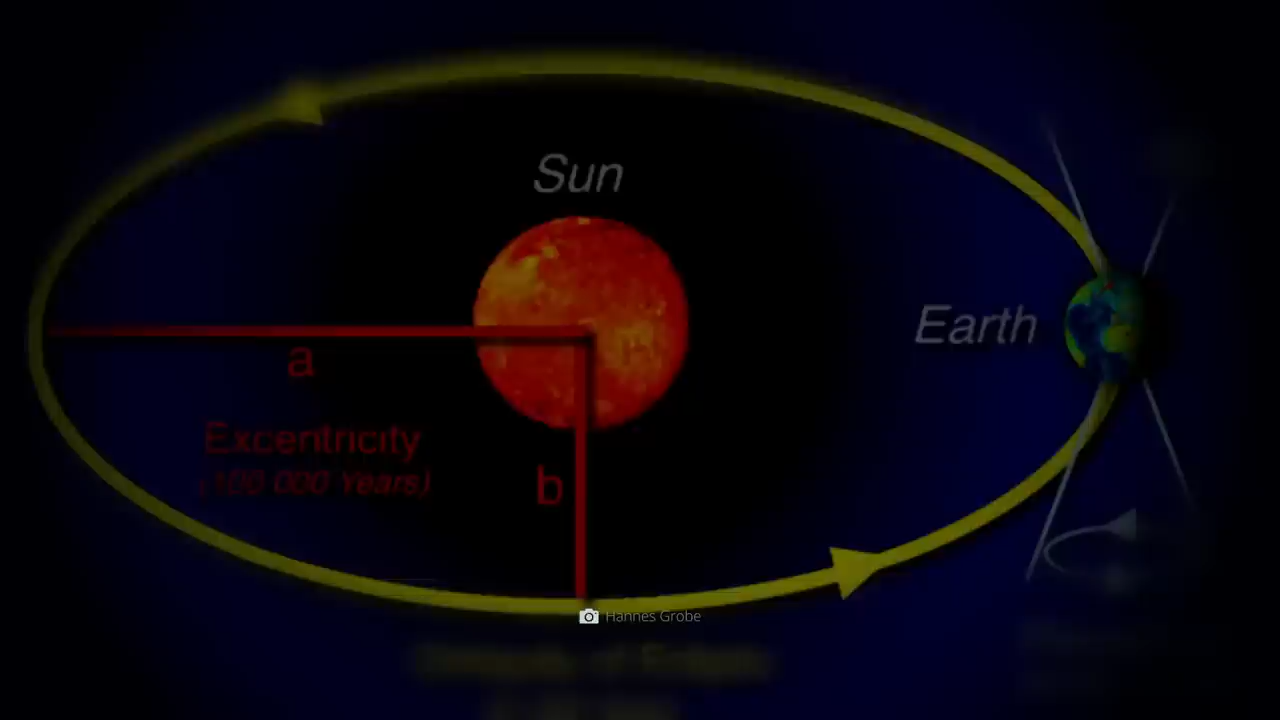 Sun
Earth
a
Excentricity
(100 000 Years)
b
Hannes Grobe